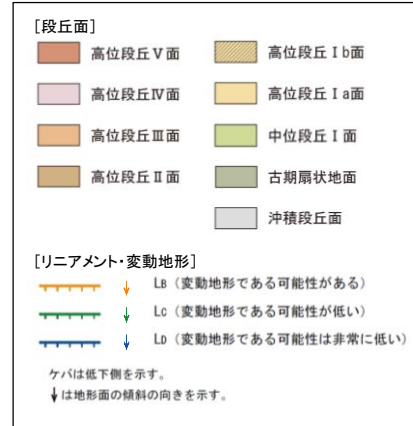 [段丘面]
高位段丘Ⅴ面
高位段丘Ⅳ面
高位段丘Ⅲ面
高位段丘Ⅱ面
高位段丘Ⅰb面
高位段丘Ⅰa面
中位段丘Ⅰ面
古期扇状地面
沖積段丘面
[リニアメント・変動地形]
LB(変動地形である可能性がある)
LC(変動地形である可能性が低い)
LD(変動地形である可能性は非常に低い)
ケバは低下側を示す。
↓は地形面の傾斜の向きを示す。